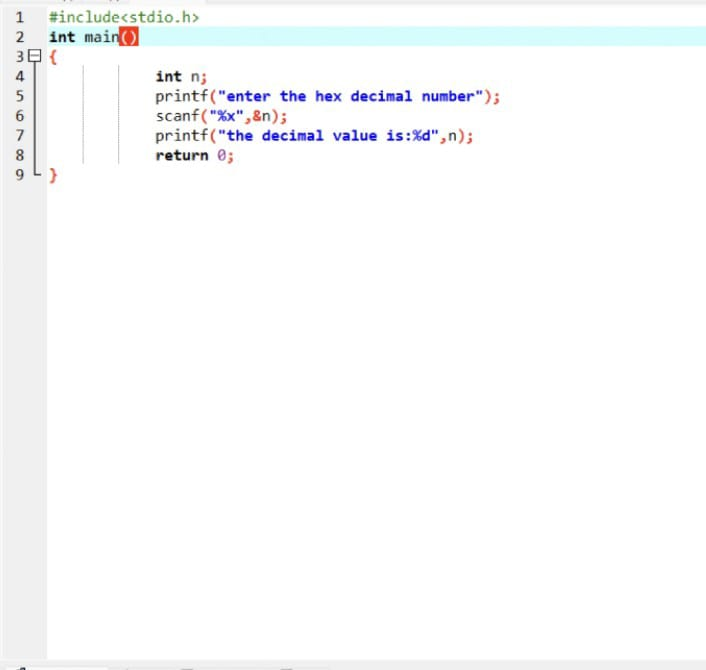 1 #include<stdio.h>
2 int main()
3 {
4 int n;
5 printf("enter the hex decimal number");
6 scanf("%x",&n);
7 printf("the decimal value is:%d",n);
8 return 0;
9 }